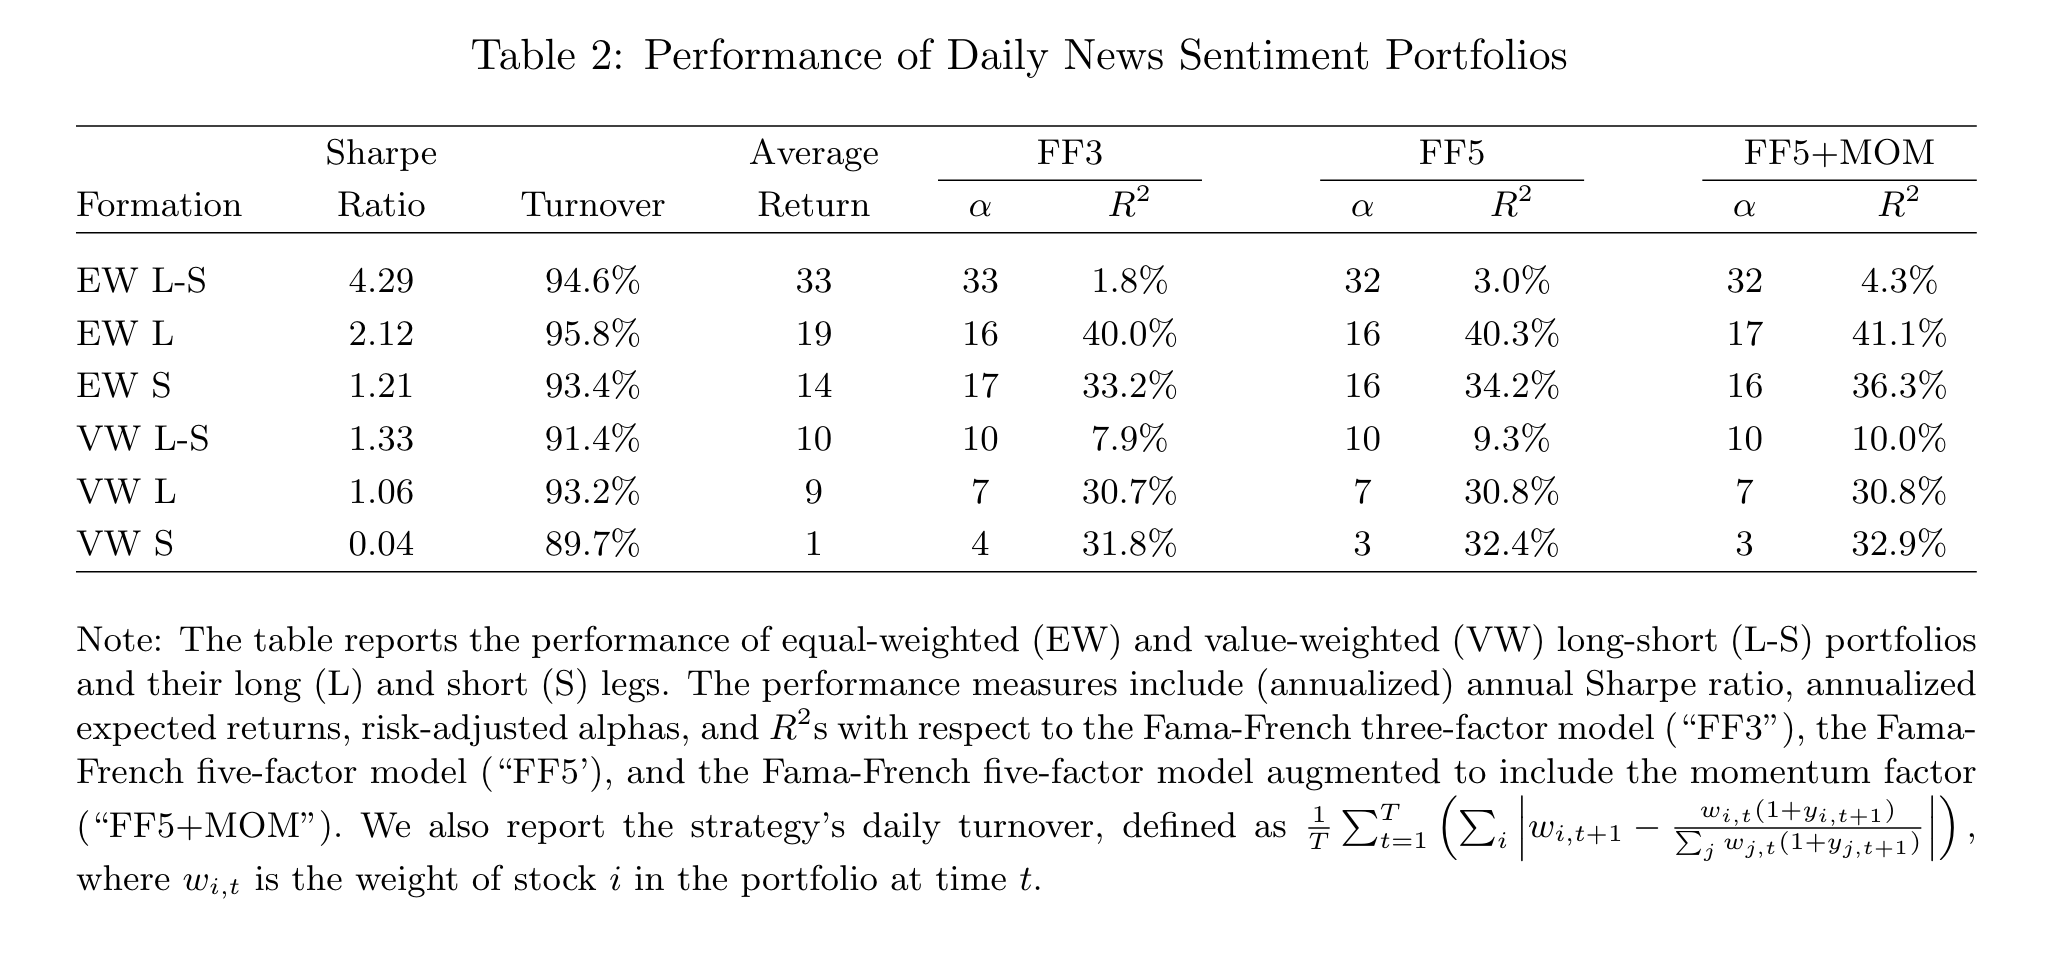 Table 2: Performance of Daily News Sentiment Portfolios
Sharpe Average FF3 FF5 FF5+MOM
Formation Ratio Turnover Return α R² α R² α R²
EW L-S 4.29 94.6% 33 33 1.8% 32 3.0% 32 4.3%
EW L 2.12 95.8% 19 16 40.0% 16 40.3% 17 41.1%
EW S 1.21 93.4% 14 17 33.2% 16 34.2% 16 36.3%
VW L-S 1.33 91.4% 10 10 7.9% 10 9.3% 10 10.0%
VW L 1.06 93.2% 9 7 30.7% 7 30.8% 7 30.8%
VW S 0.04 89.7% 1 4 31.8% 3 32.4% 3 32.9%
Note: The table reports the performance of equal-weighted (EW) and value-weighted (VW) long-short (L-S) portfolios
and their long (L) and short (S) legs. The performance measures include (annualized) annual Sharpe ratio, annualized
expected returns, risk-adjusted alphas, and R²s with respect to the Fama-French three-factor model (“FF3”), the Fama-
French five-factor model (“FF5’), and the Fama-French five-factor model augmented to include the momentum factor
(“FF5+MOM”). We also report the strategy’s daily turnover, defined as \frac{1}{T} \sum_{t=1}^{T} \left( \sum_i \left| w_{i,t+1} - \frac{w_{i,t}(1+y_{i,t+1})}{\sum_j w_{j,t}(1+y_{j,t+1})} \right| \right),
where w_{i,t} is the weight of stock i in the portfolio at time t.